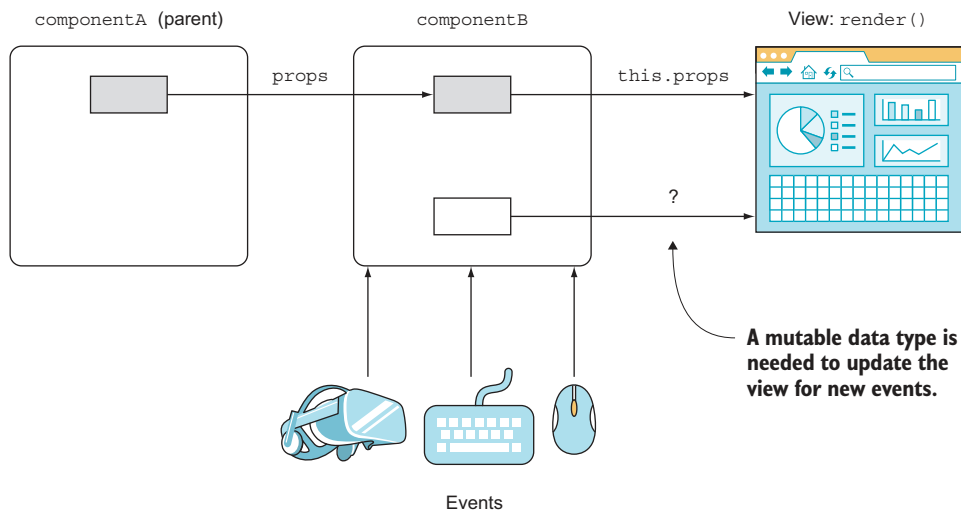 componentA (parent)
componentB
View: render()
props
this.props
?
A mutable data type is
needed to update the
view for new events.
Events